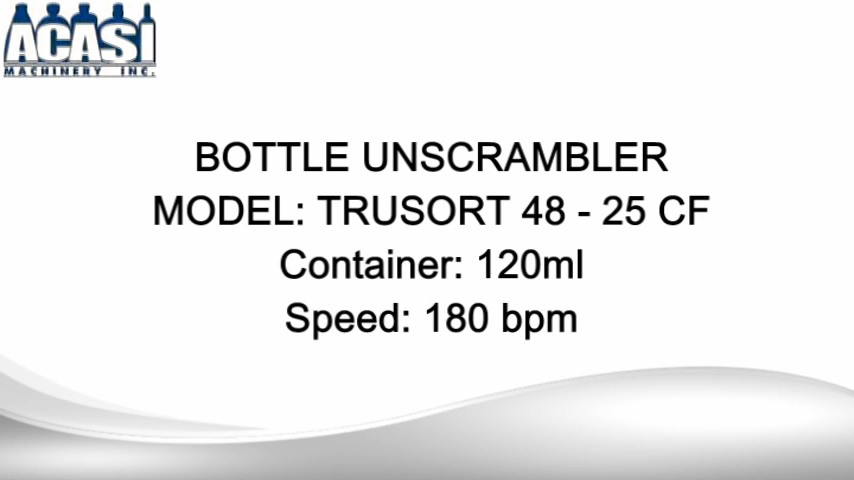 ACASI
MACHINERY INC.
BOTTLE UNSCRAMBLER
MODEL: TRUSORT 48 - 25 CF
Container: 120ml
Speed: 180 bpm